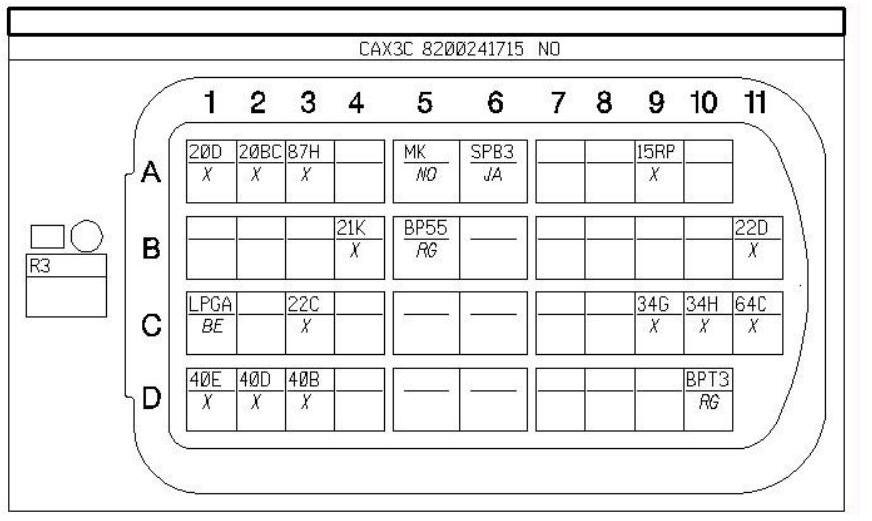 CAX3C 8200241715 NO
1 2 3 4 5 6 7 8 9 10 11
A
20D 20BC 87H MK SPB3 15RP
X X X NO JA X
B
21K BP55 22D
X RG X
R3
C
LPGA 22C 34G 34H 64C
BE X X X X
D
40E 40D 40B BPT3
X X X RG